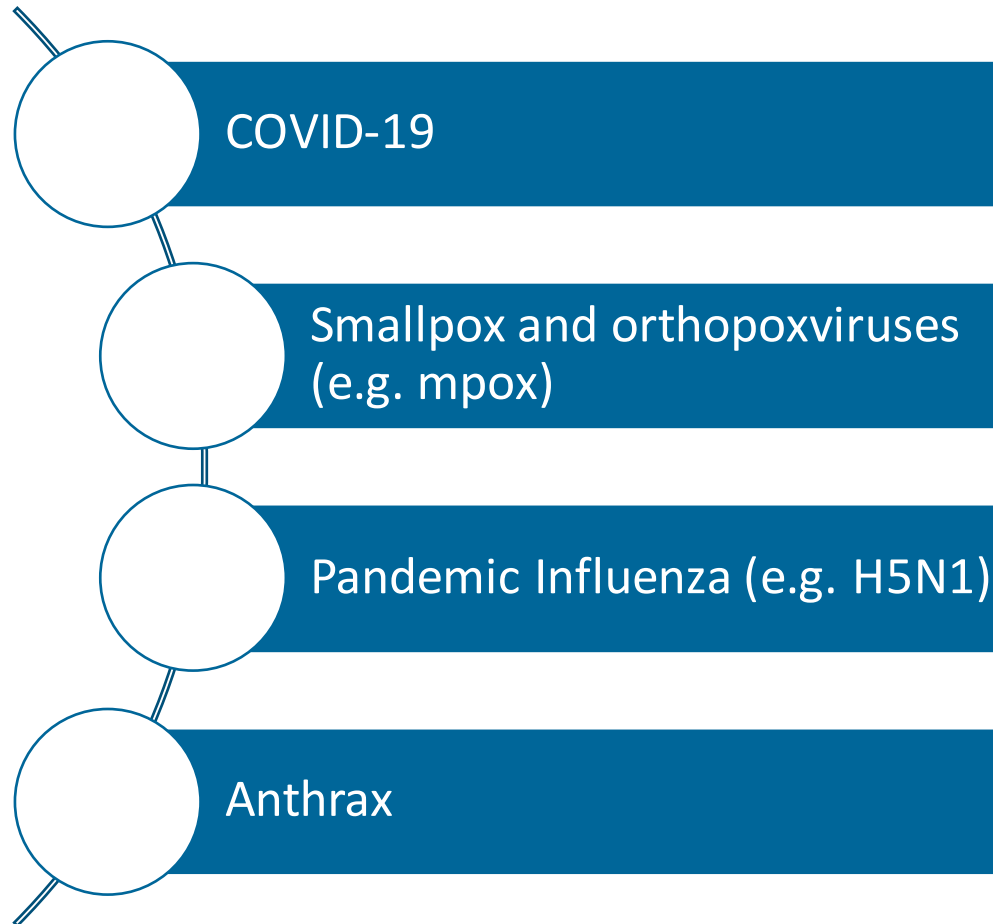 COVID-19
Smallpox and orthopoxviruses
(e.g. mpox)
Pandemic Influenza (e.g. H5N1)
Anthrax